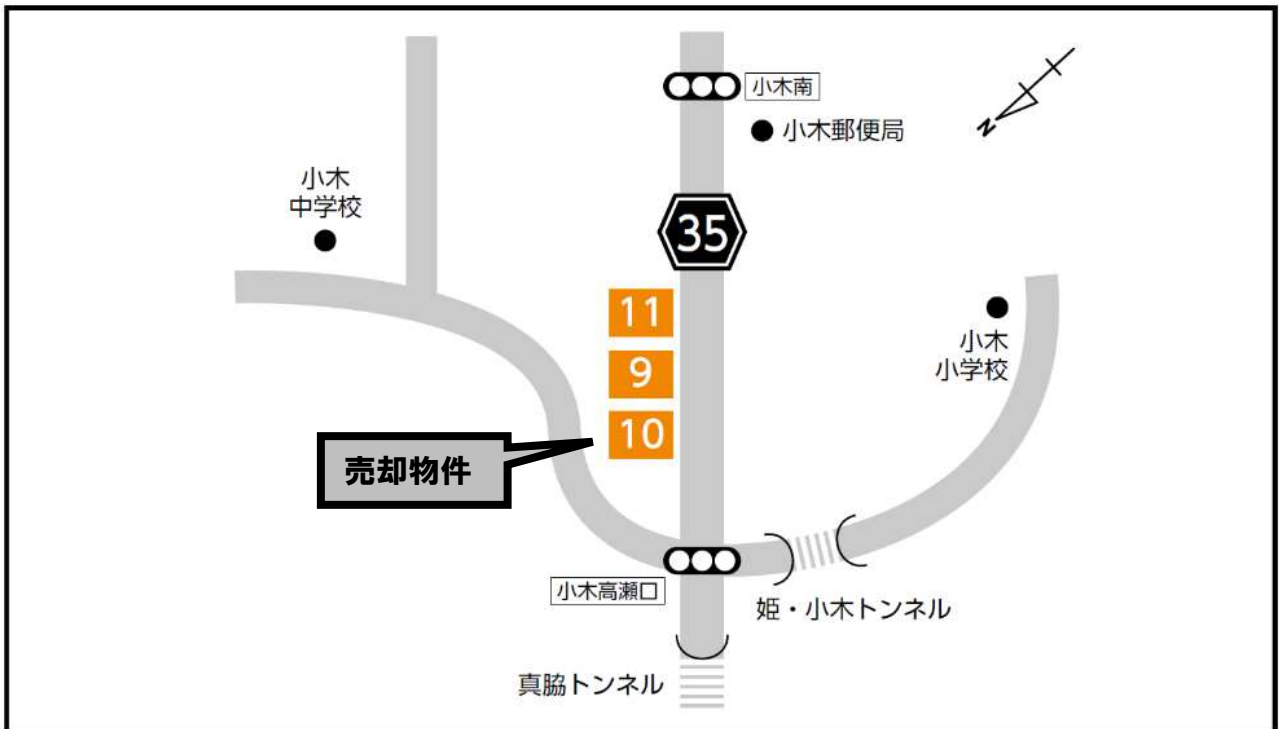 小木南
小木郵便局
N
小木
中学校
35
11
9
10
小木
小学校
売却物件
小木高瀬口
姫・小木トンネル
真脇トンネル